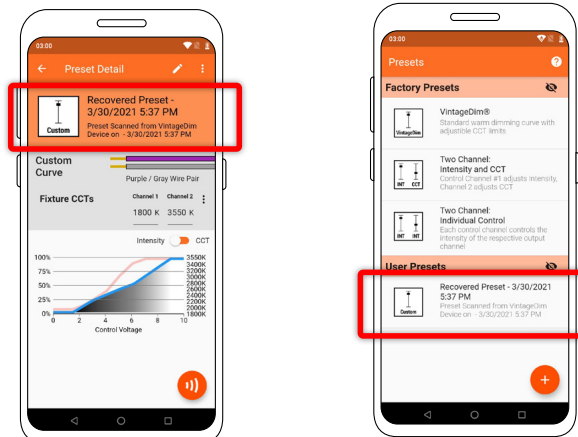 03:00
Preset Detail
Custom
Recovered Preset -
3/30/2021 5:37 PM
Preset Scanned from VintageDim
Device on - 3/30/2021 5:37 PM
Custom
Curve
Purple / Gray Wire Pair
Fixture CCTs
Channel 1 Channel 2
1800 K 3550 K
Intensity CCT
100%
75%
50%
25%
0%
3550K
3400K
3200K
3000K
2800K
2600K
2400K
2200K
2000K
1800K
0 2 4 6 8 10
Control Voltage
03:00
Presets
Factory Presets
VintageDim
VintageDim®
Standard warm dimming curve with
adjustible CCT limits
INT CCT
Two Channel:
Intensity and CCT
Control Channel #1 adjusts Intensity,
Channel 2 adjusts CCT
INT INT
Two Channel:
Individual Control
Each control channel controls the
intensity of the respective output
channel
User Presets
Custom
Recovered Preset - 3/30/2021
5:37 PM
Preset Scanned from VintageDim
Device on - 3/30/2021 5:37 PM